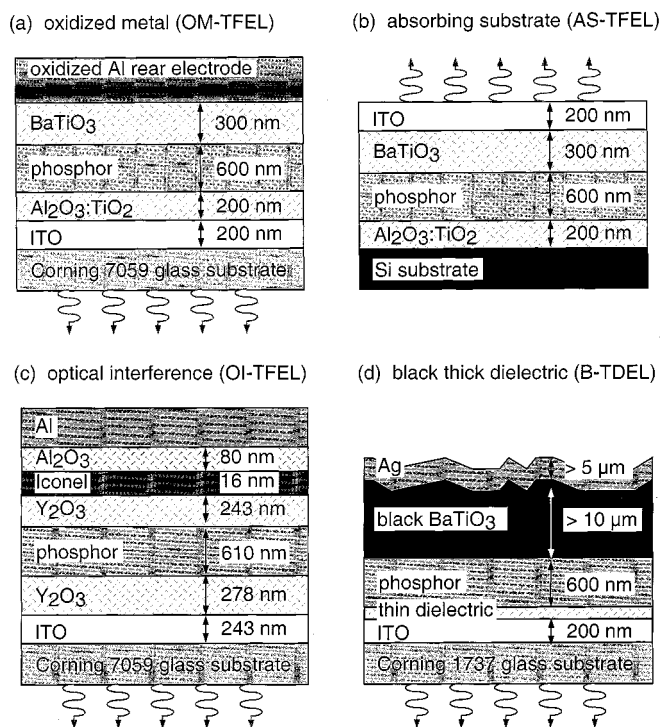 (a) oxidized metal (OM-TFEL)
oxidized Al rear electrode
BaTiO3 300 nm
phosphor 600 nm
Al2O3:TiO2 200 nm
ITO 200 nm
Corning 7059 glass substrate
(b) absorbing substrate (AS-TFEL)
ITO 200 nm
BaTiO3 300 nm
phosphor 600 nm
Al2O3:TiO2 200 nm
Si substrate
(c) optical interference (OI-TFEL)
Al
Al2O3 80 nm
Iconel 16 nm
Y2O3 243 nm
phosphor 610 nm
Y2O3 278 nm
ITO 243 nm
Corning 7059 glass substrate
(d) black thick dielectric (B-TDEL)
Ag > 5 µm
black BaTiO3 > 10 µm
phosphor 600 nm
thin dielectric
ITO 200 nm
Corning 1737 glass substrate